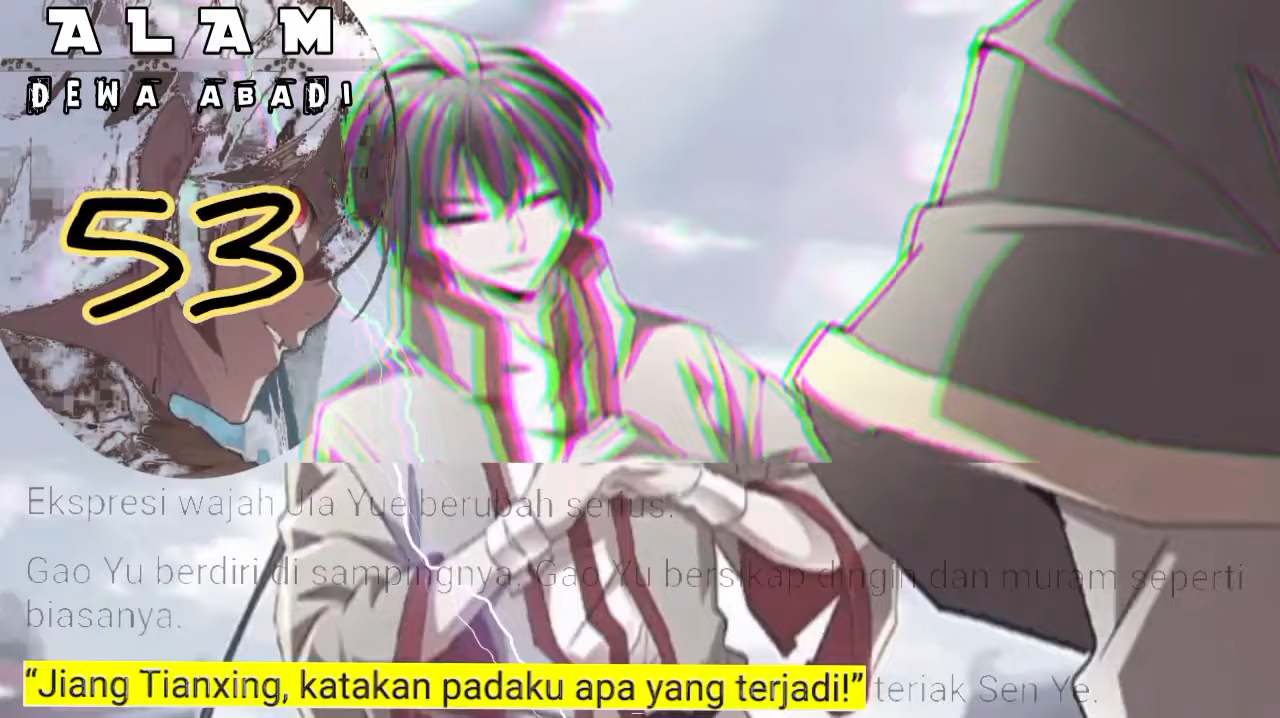 ALAM
DEWA ABADI
53
Ekspresi wajah Jia Yue berubah serius.
Gao Yu berdiri di sampingnya. Gao Yu bersikap dingin dan muram seperti
biasanya.
“Jiang Tianxing, katakan padaku apa yang terjadi!” teriak Sen Ye.